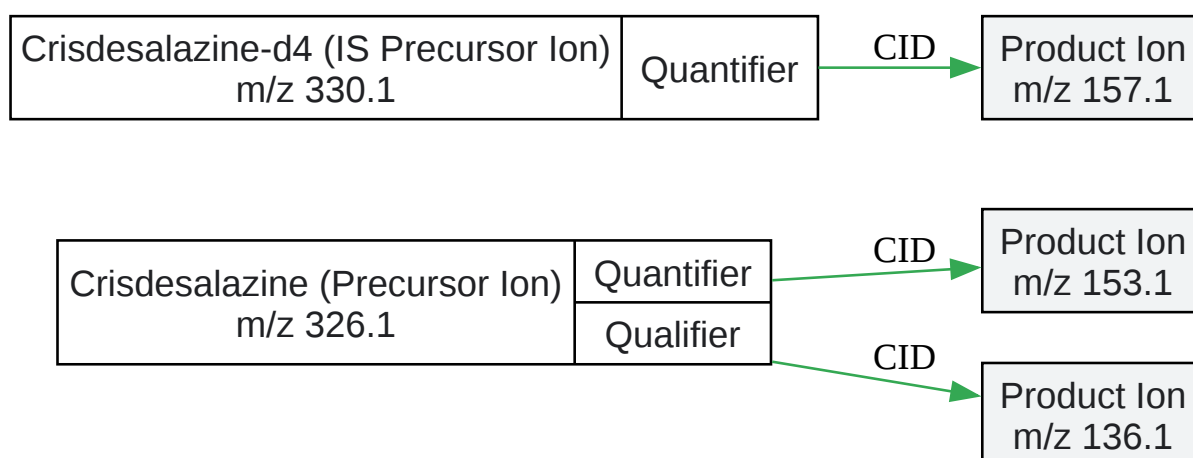 Crisdesalazine-d4 (IS Precursor Ion)
m/z 330.1
Quantifier
CID
Product Ion
m/z 157.1
Crisdesalazine (Precursor Ion)
m/z 326.1
Quantifier
Qualifier
CID
Product Ion
m/z 153.1
CID
Product Ion
m/z 136.1